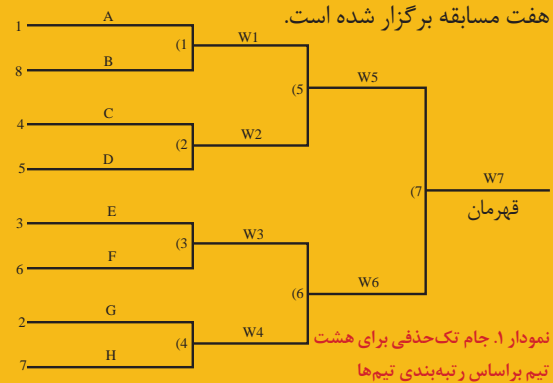 هفت مسابقه برگزار شده است.
1 A
(1
W1
8 B
(5
W5
4 C
(2
W2
5 D
(7
W7
قهرمان
3 E
(3
W3
6 F
(6
W6
2 G
(4
W4
7 H
نمودار ۱. جام تک‌حذفی برای هشت
تیم براساس رتبه‌بندی تیم‌ها